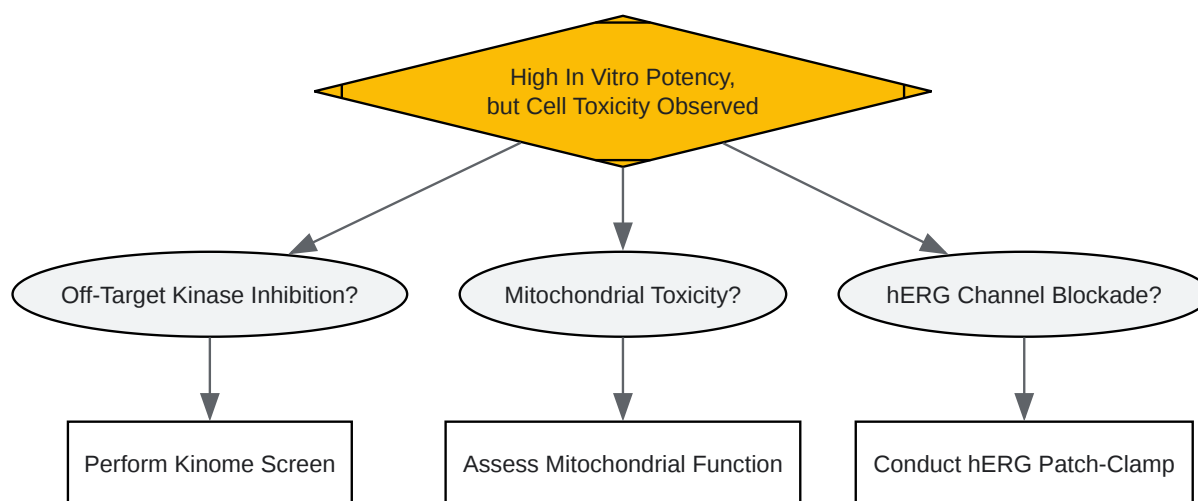 High In Vitro Potency,
but Cell Toxicity Observed
Off-Target Kinase Inhibition?
Mitochondrial Toxicity?
hERG Channel Blockade?
Perform Kinome Screen
Assess Mitochondrial Function
Conduct hERG Patch-Clamp